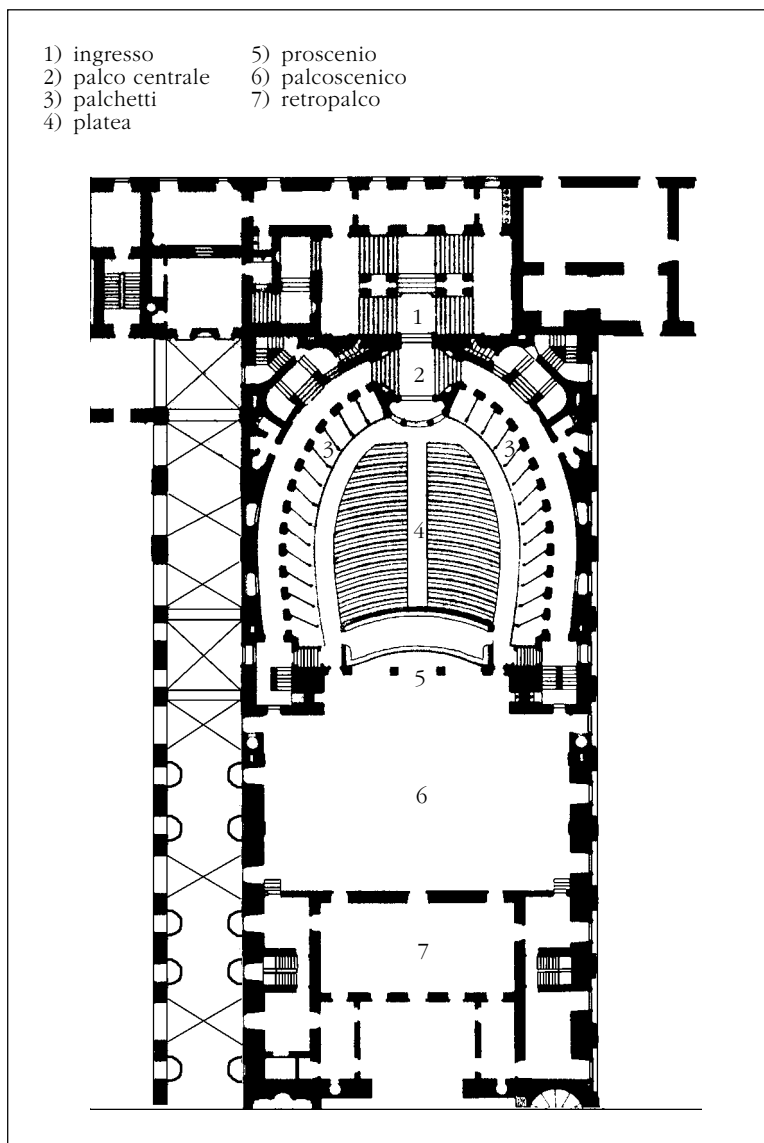 1) ingresso
2) palco centrale
3) palchetti
4) platea
5) proscenio
6) palcoscenico
7) retropalco
1
2
3
3
4
5
6
7